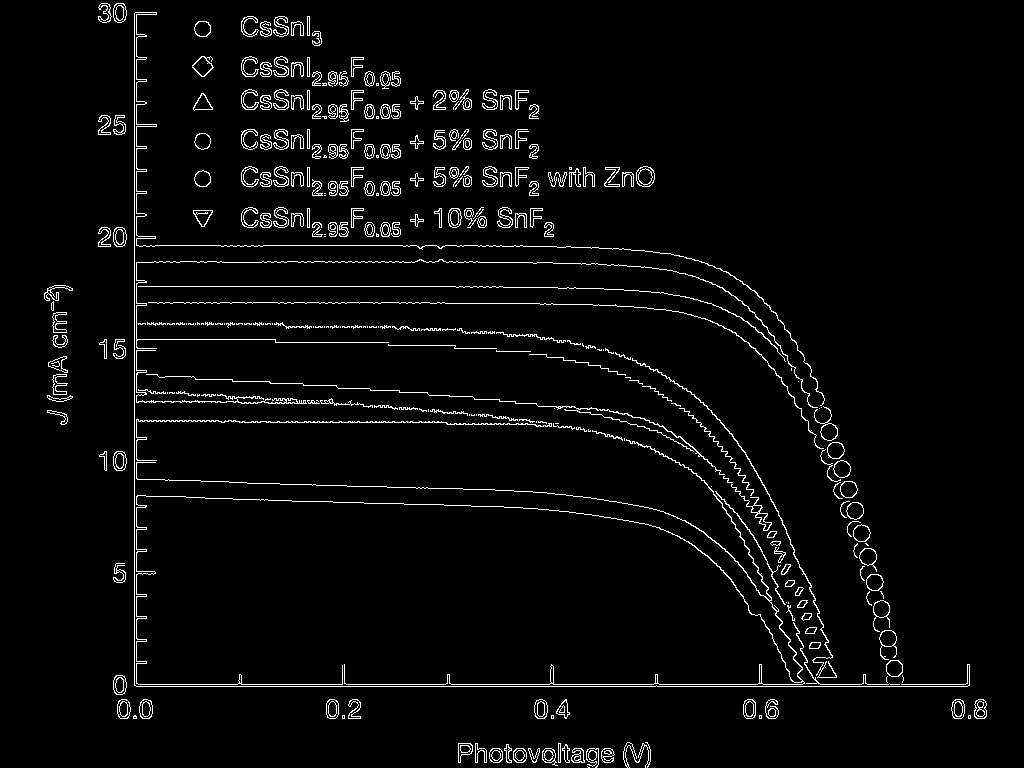 30
CsSnI3
CsSnI2.95F0.05
CsSnI2.95F0.05 + 2% SnF2
25
CsSnI2.95F0.05 + 5% SnF2
CsSnI2.95F0.05 + 5% SnF2 with ZnO
CsSnI2.95F0.05 + 10% SnF2
20
J (mA cm−2)
15
10
5
0
0.0 0.2 0.4 0.6 0.8
Photovoltage (V)